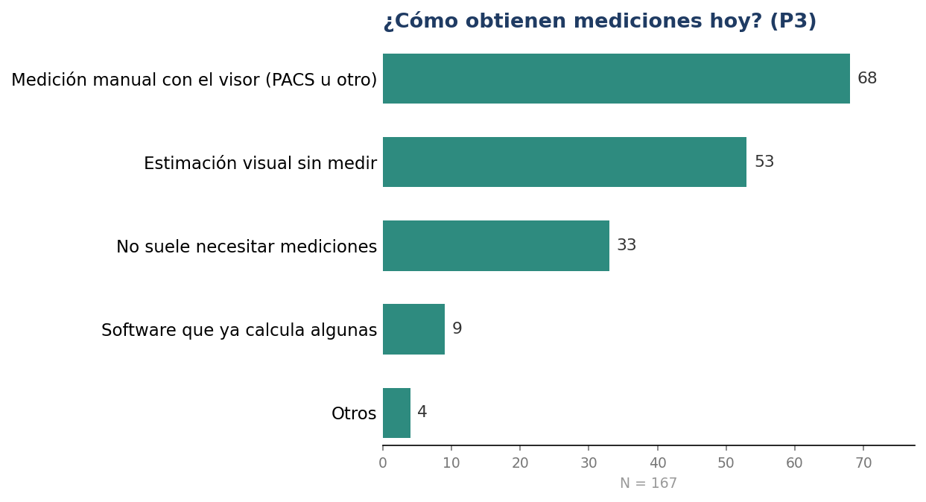 ¿Cómo obtienen mediciones hoy? (P3)
Medición manual con el visor (PACS u otro) 68
Estimación visual sin medir 53
No suele necesitar mediciones 33
Software que ya calcula algunas 9
Otros 4
0 10 20 30 40 50 60 70
N = 167